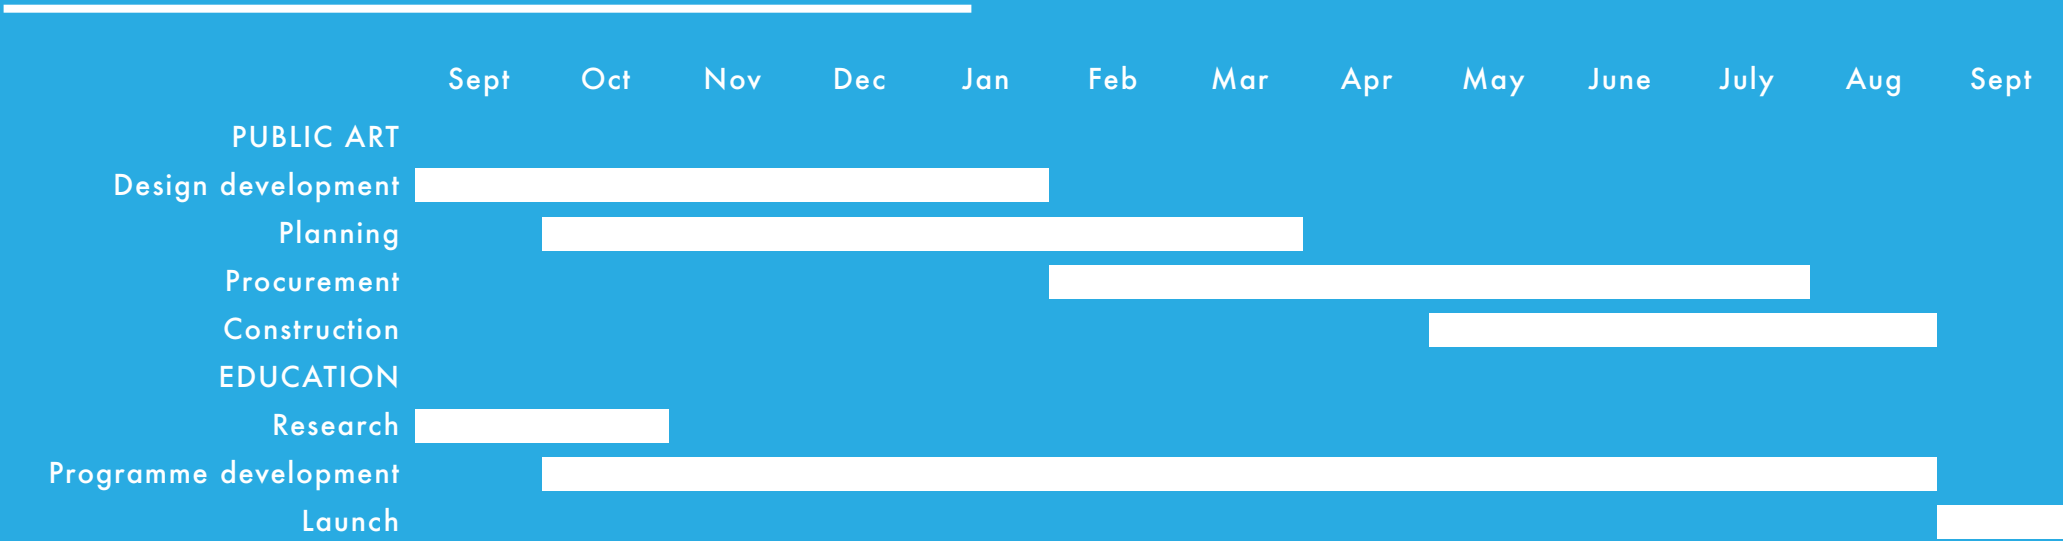 Sept Oct Nov Dec Jan Feb Mar Apr May June July Aug Sept
PUBLIC ART
Design development
Planning
Procurement
Construction
EDUCATION
Research
Programme development
Launch